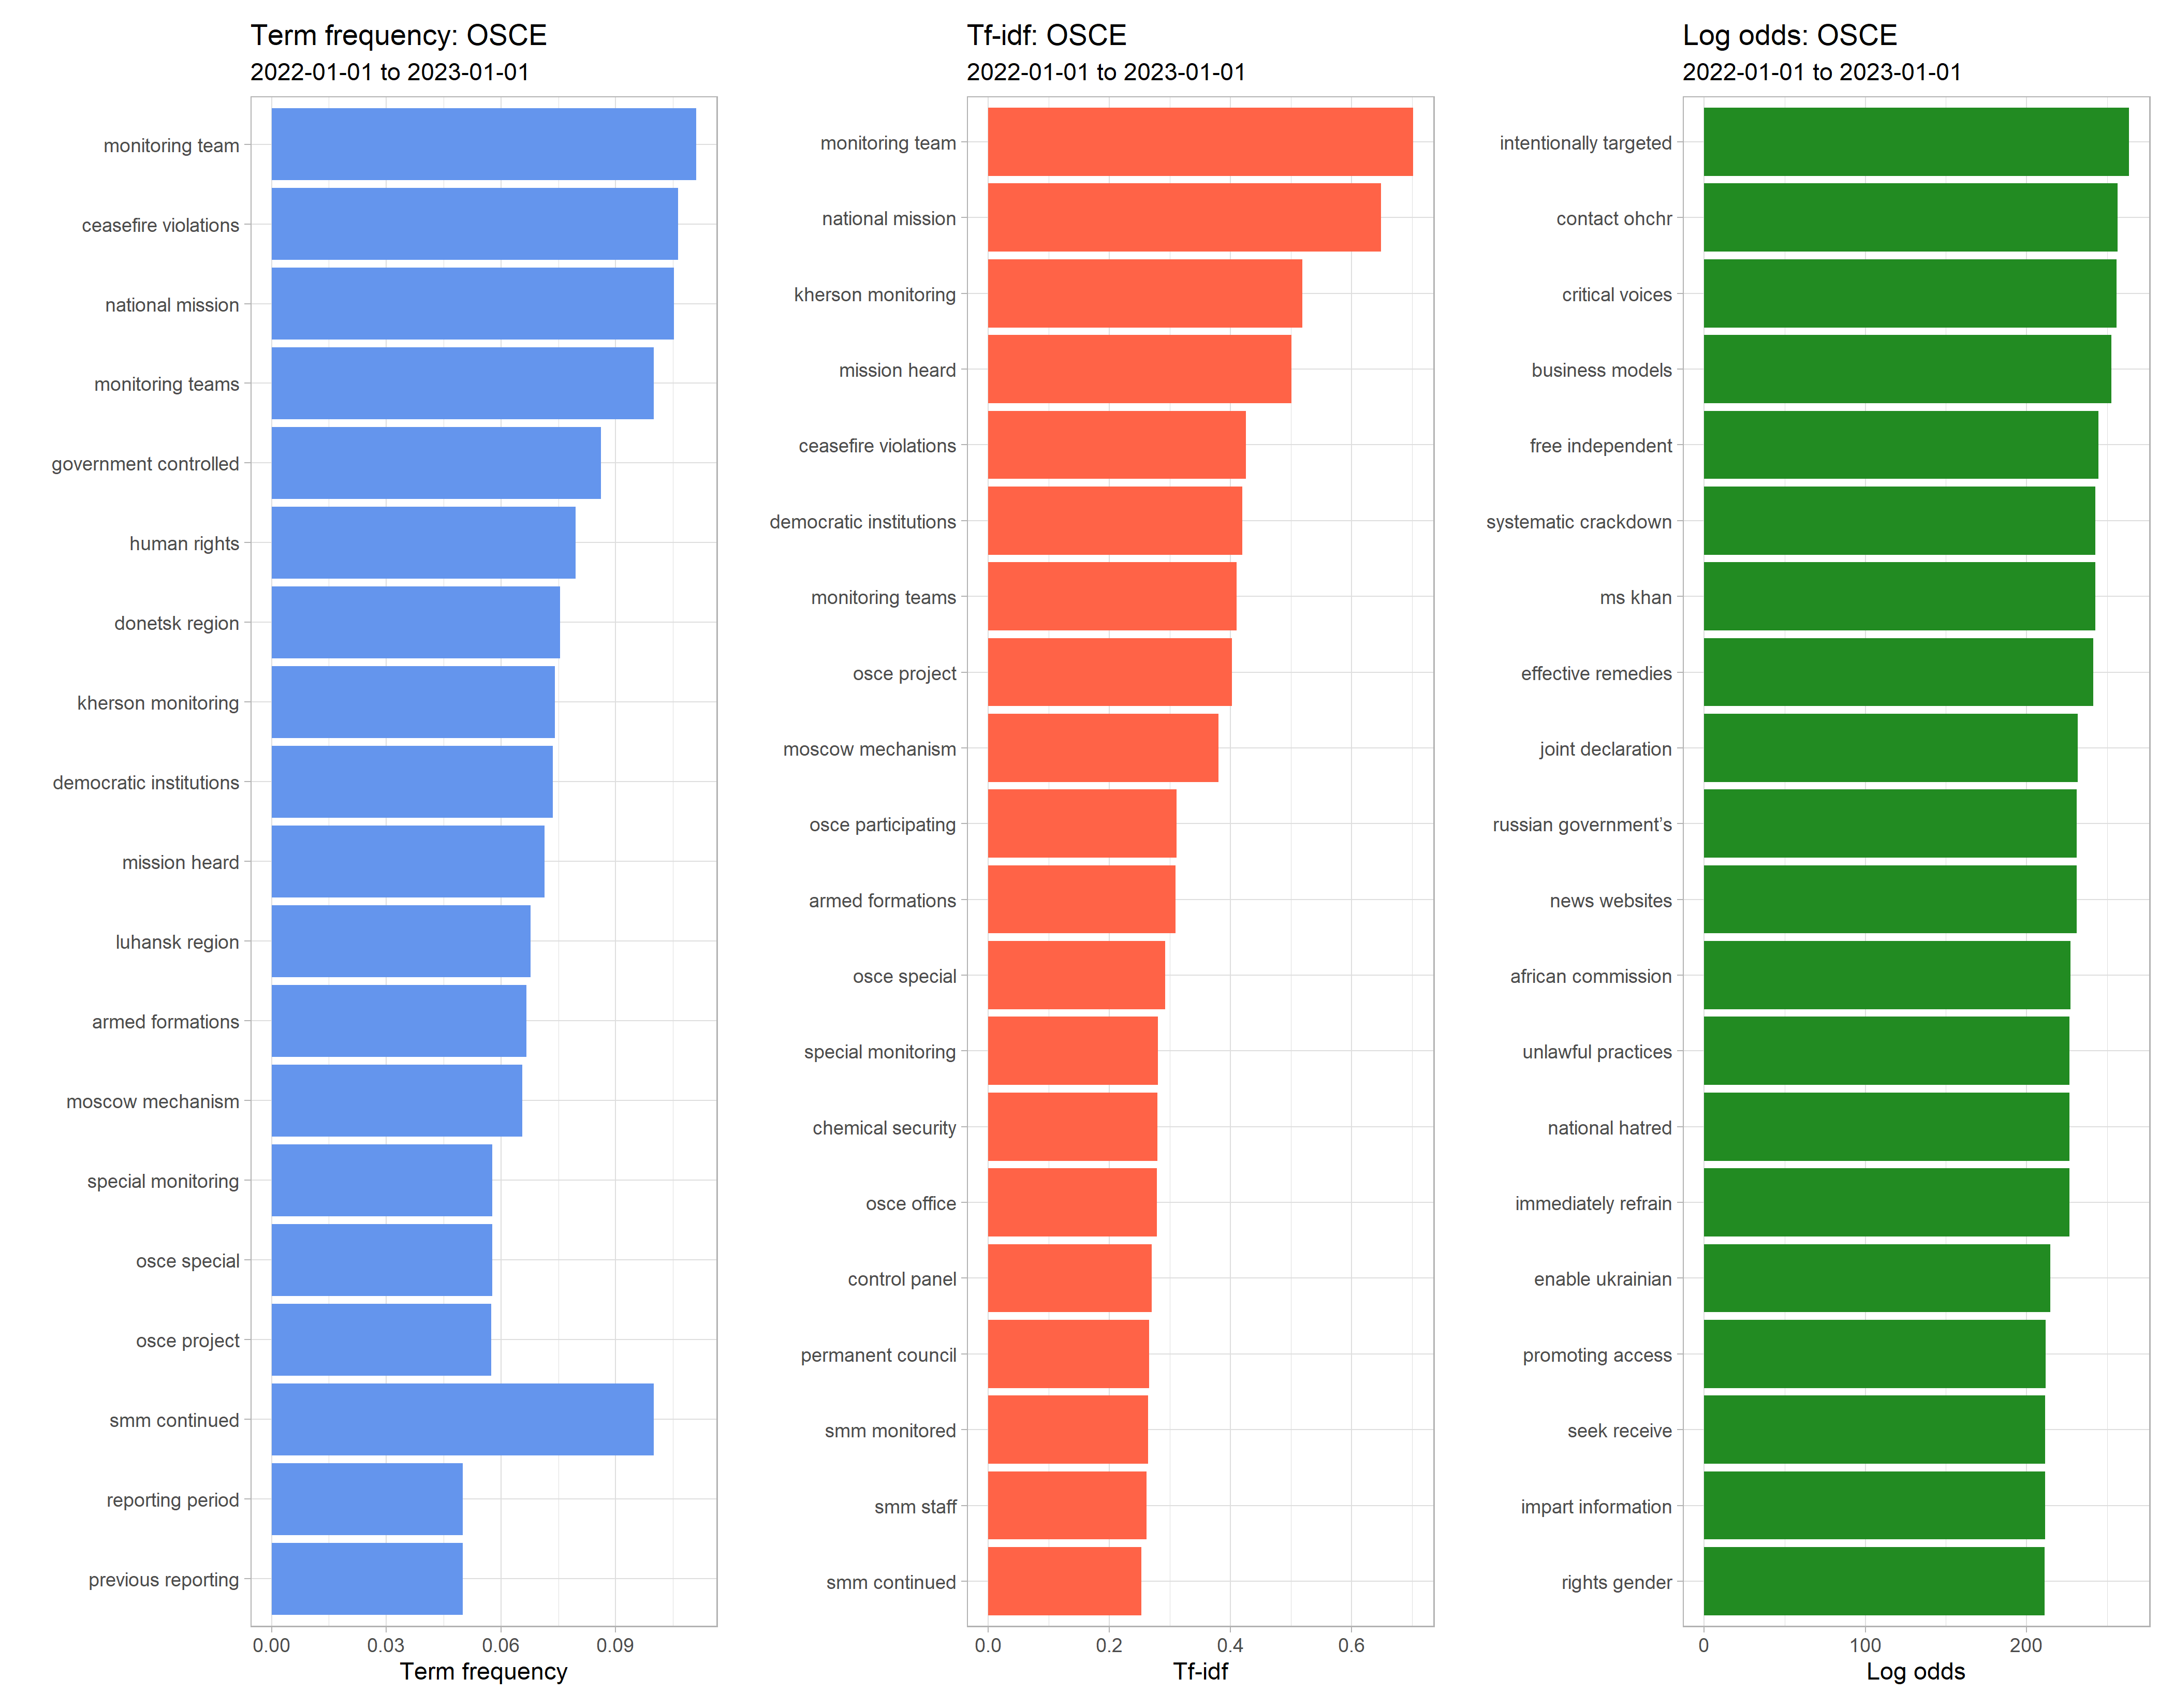 Term frequency: OSCE
2022-01-01 to 2023-01-01
monitoring team
ceasefire violations
national mission
monitoring teams
government controlled
human rights
donetsk region
kherson monitoring
democratic institutions
mission heard
luhansk region
armed formations
moscow mechanism
special monitoring
osce special
osce project
smm continued
reporting period
previous reporting
0.00 0.03 0.06 0.09
Term frequency
Tf-idf: OSCE
2022-01-01 to 2023-01-01
monitoring team
national mission
kherson monitoring
mission heard
ceasefire violations
democratic institutions
monitoring teams
osce project
moscow mechanism
osce participating
armed formations
osce special
special monitoring
chemical security
osce office
control panel
permanent council
smm monitored
smm staff
smm continued
0.0 0.2 0.4 0.6
Tf-idf
Log odds: OSCE
2022-01-01 to 2023-01-01
intentionally targeted
contact ohchr
critical voices
business models
free independent
systematic crackdown
ms khan
effective remedies
joint declaration
russian government’s
news websites
african commission
unlawful practices
national hatred
immediately refrain
enable ukrainian
promoting access
seek receive
impart information
rights gender
0 100 200
Log odds